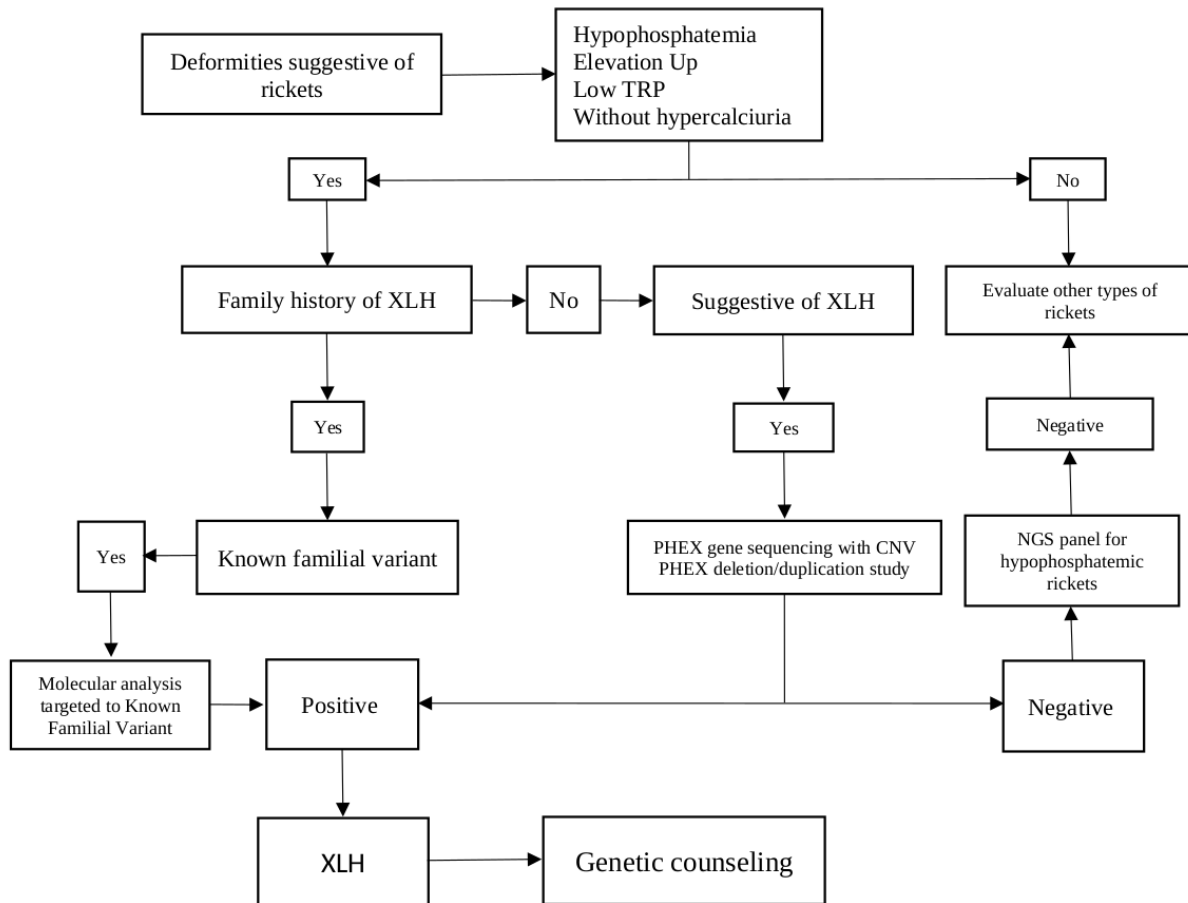 Deformities suggestive of
rickets
Hypophosphatemia
Elevation Up
Low TRP
Without hypercalciuria
Yes
No
Family history of XLH
No
Suggestive of XLH
Evaluate other types of
rickets
Yes
Yes
Negative
Yes
Known familial variant
PHEX gene sequencing with CNV
PHEX deletion/duplication study
NGS panel for
hypophosphatemic
rickets
Molecular analysis
targeted to Known
Familial Variant
Positive
Negative
XLH
Genetic counseling